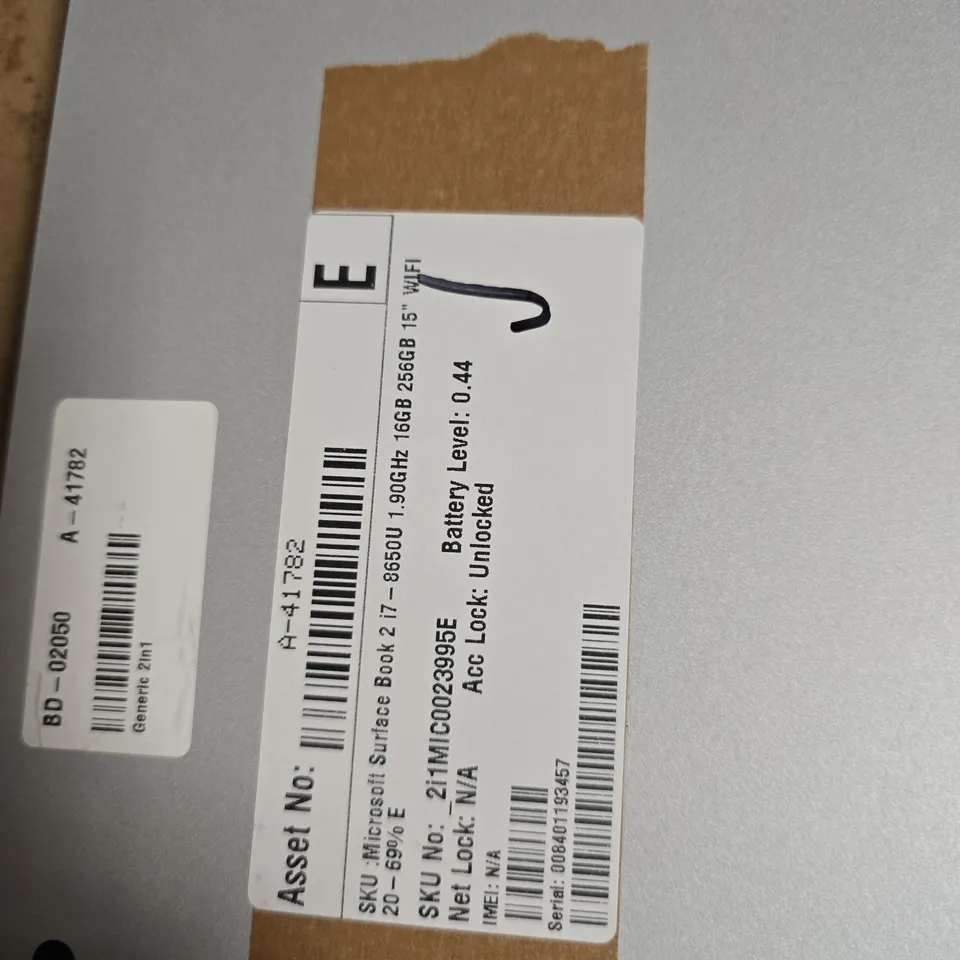 BD-02050 A-41782
Generic 2in1
A-41782
Asset No: E
SKU :Microsoft Surface Book 2 i7-8650U 1.90GHz 16GB 256GB 15" WIFI
20-69% E
SKU No: _2I1MIC0023995E Battery Level: 0.44
Net Lock: N/A Acc Lock: Unlocked
IMEI: N/A
Serial: 008401193457